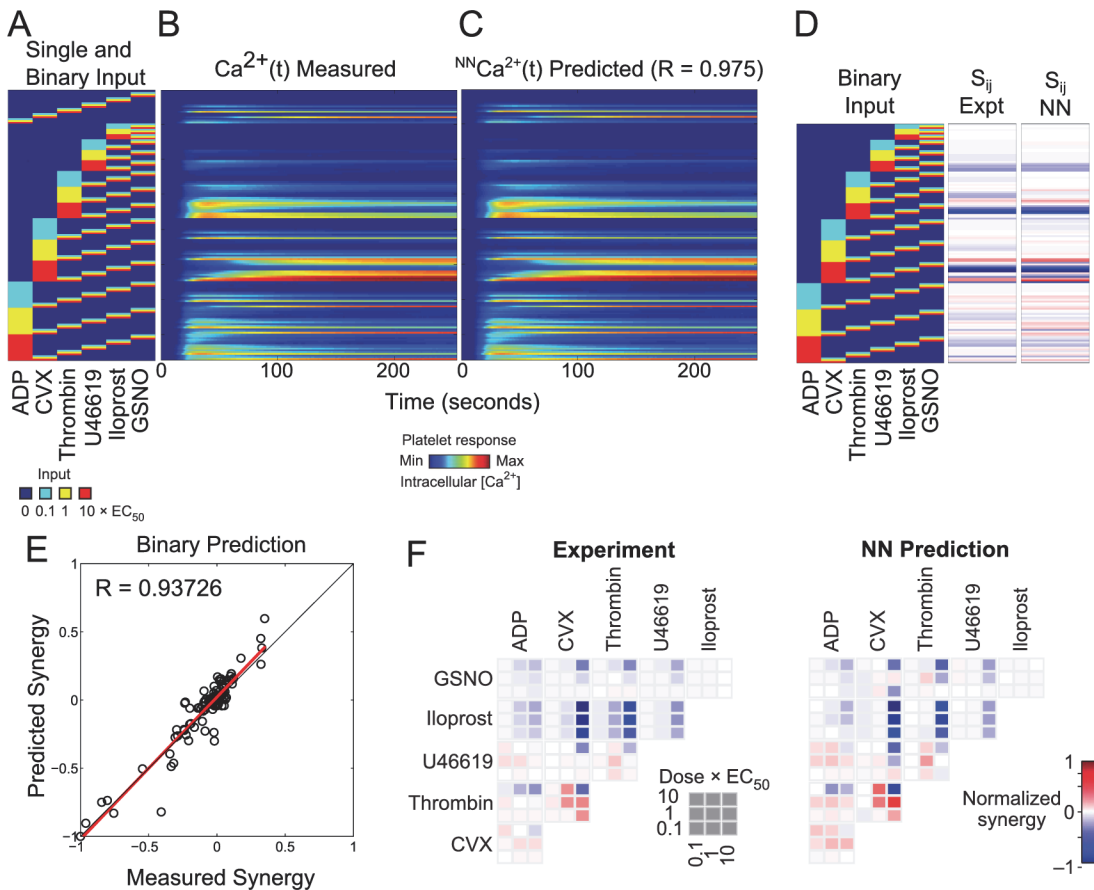 A
Single and
Binary Input
ADP
CVX
Thrombin
U46619
Iloprost
GSNO
Input
0 0.1 1 10 × EC50
B
Ca2+(t) Measured
0 100 200
C
NNCa2+(t) Predicted (R = 0.975)
0 100 200
Time (seconds)
Platelet response
Min Max
Intracellular [Ca2+]
D
Binary
Input
Sij
Expt
Sij
NN
ADP
CVX
Thrombin
U46619
Iloprost
GSNO
E
Binary Prediction
R = 0.93726
Predicted Synergy
1
0.5
0
−0.5
−1
−1 −0.5 0 0.5 1
Measured Synergy
F
Experiment
ADP
CVX
Thrombin
U46619
Iloprost
GSNO
Iloprost
U46619
Thrombin
CVX
Dose × EC50
10
1
0.1
0.1
1
10
NN Prediction
ADP
CVX
Thrombin
U46619
Iloprost
Normalized
synergy
1
0
−1